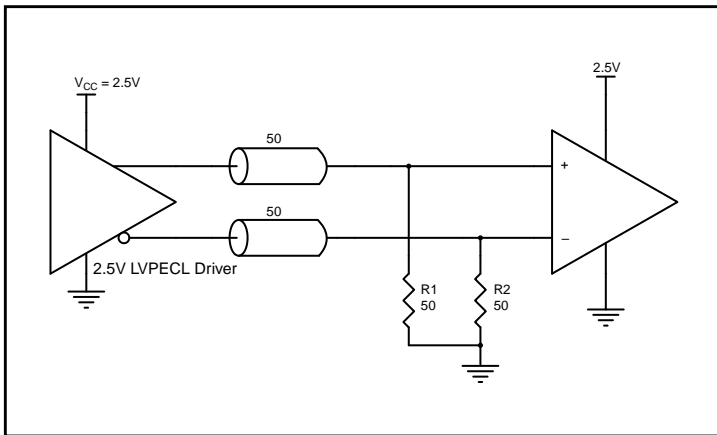 V_CC = 2.5V
2.5V
50
+
50
−
2.5V LVPECL Driver
R1
50
R2
50